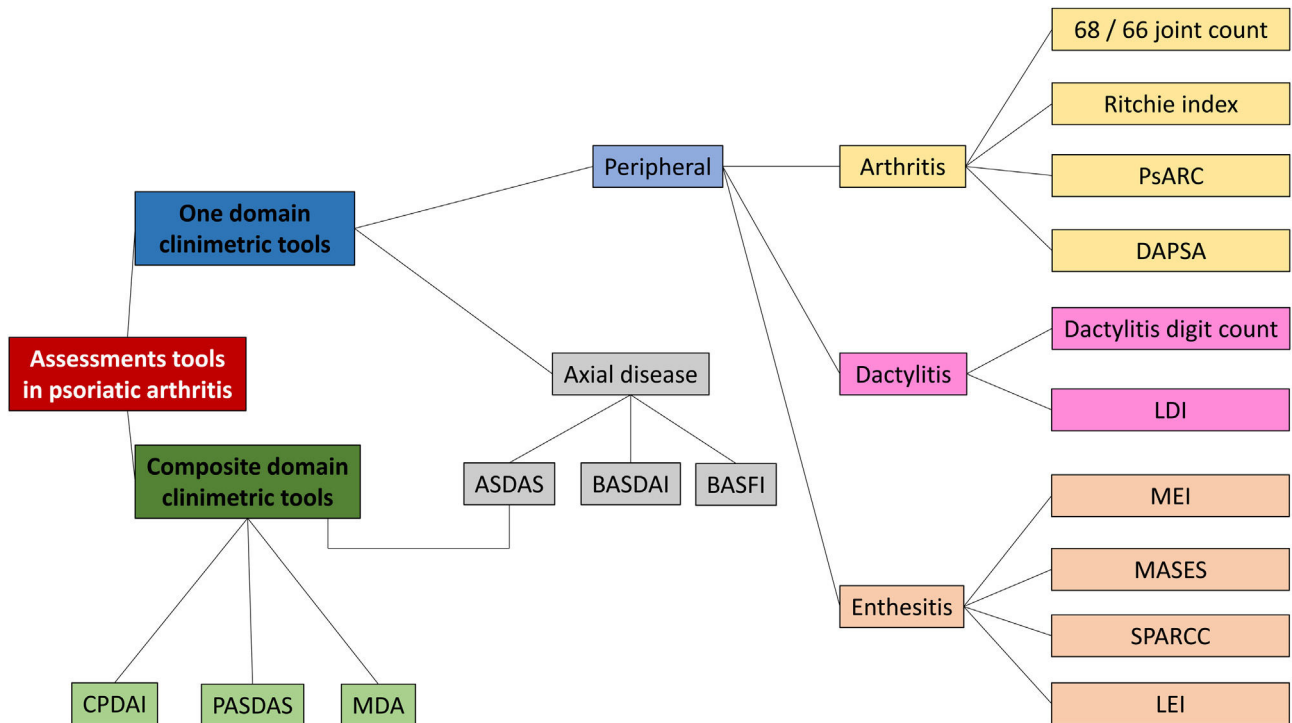 Assessments tools
in psoriatic arthritis
One domain
clinimetric tools
Peripheral
Arthritis
68 / 66 joint count
Ritchie index
PsARC
DAPSA
Dactylitis
Dactylitis digit count
LDI
Enthesitis
MEI
MASES
SPARCC
LEI
Axial disease
ASDAS
BASDAI
BASFI
Composite domain
clinimetric tools
CPDAI
PASDAS
MDA